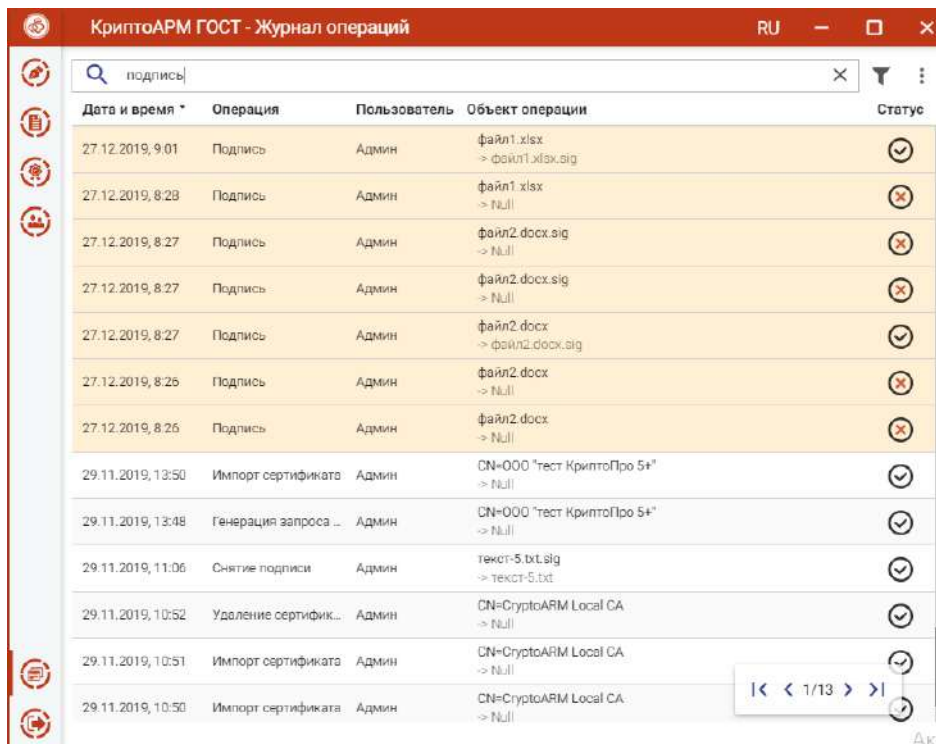 КриптоАРМ ГОСТ - Журнал операций RU
подпись
Дата и время Операция Пользователь Объект операции Статус
27.12.2019, 9:01 Подпись Админ файл1.xlsx
-> файл1.xlsx.sig
27.12.2019, 8:28 Подпись Админ файл1.xlsx
-> Null
27.12.2019, 8:27 Подпись Админ файл2.docx.sig
-> Null
27.12.2019, 8:27 Подпись Админ файл2.docx.sig
-> Null
27.12.2019, 8:27 Подпись Админ файл2.docx
-> файл2.docx.sig
27.12.2019, 8:26 Подпись Админ файл2.docx
-> Null
27.12.2019, 8:26 Подпись Админ файл2.docx
-> Null
29.11.2019, 13:50 Импорт сертификата Админ CN=ООО "тест КриптоПро 5+"
-> Null
29.11.2019, 13:48 Генерация запроса ... Админ CN=ООО "тест КриптоПро 5+"
-> Null
29.11.2019, 11:06 Снятие подписи Админ текст-5.txt.sig
-> текст-5.txt
29.11.2019, 10:52 Удаление сертифик... Админ CN=CryptoARM Local CA
-> Null
29.11.2019, 10:51 Импорт сертификата Админ CN=CryptoARM Local CA
-> Null
1/13
29.11.2019, 10:50 Импорт сертификата Админ CN=CryptoARM Local CA
-> Null
Ак